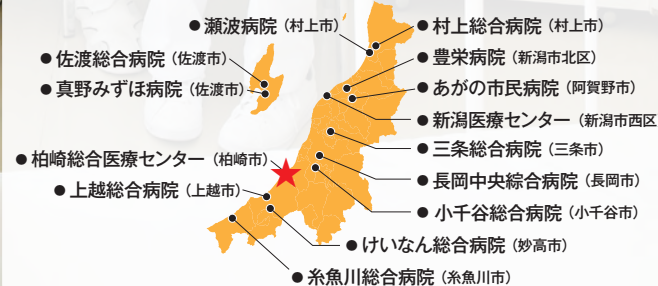 ●瀬波病院（村上市）
●佐渡総合病院（佐渡市）
●真野みずほ病院（佐渡市）
●柏崎総合医療センター（柏崎市）
●上越総合病院（上越市）
●村上総合病院（村上市）
●豊栄病院（新潟市北区）
●あがの市民病院（阿賀野市）
●新潟医療センター（新潟市西区
●三条総合病院（三条市）
●長岡中央綜合病院（長岡市）
●小千谷総合病院（小千谷市）
●けいなん総合病院（妙高市）
●糸魚川総合病院（糸魚川市）